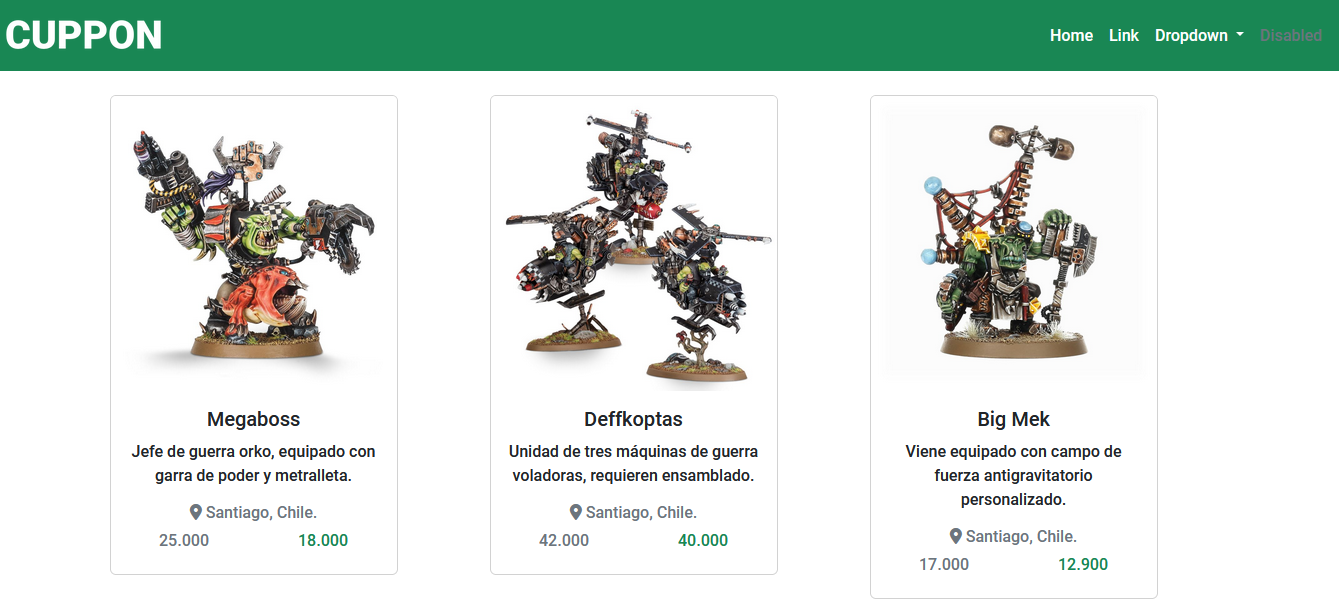 CUPPON
Home Link Dropdown Disabled
Megaboss
Jefe de guerra orko, equipado con
garra de poder y metralleta.
Santiago, Chile.
25.000 18.000
Deffkoptas
Unidad de tres máquinas de guerra
voladoras, requieren ensamblado.
Santiago, Chile.
42.000 40.000
Big Mek
Viene equipado con campo de
fuerza antigravitatorio
personalizado.
Santiago, Chile.
17.000 12.900